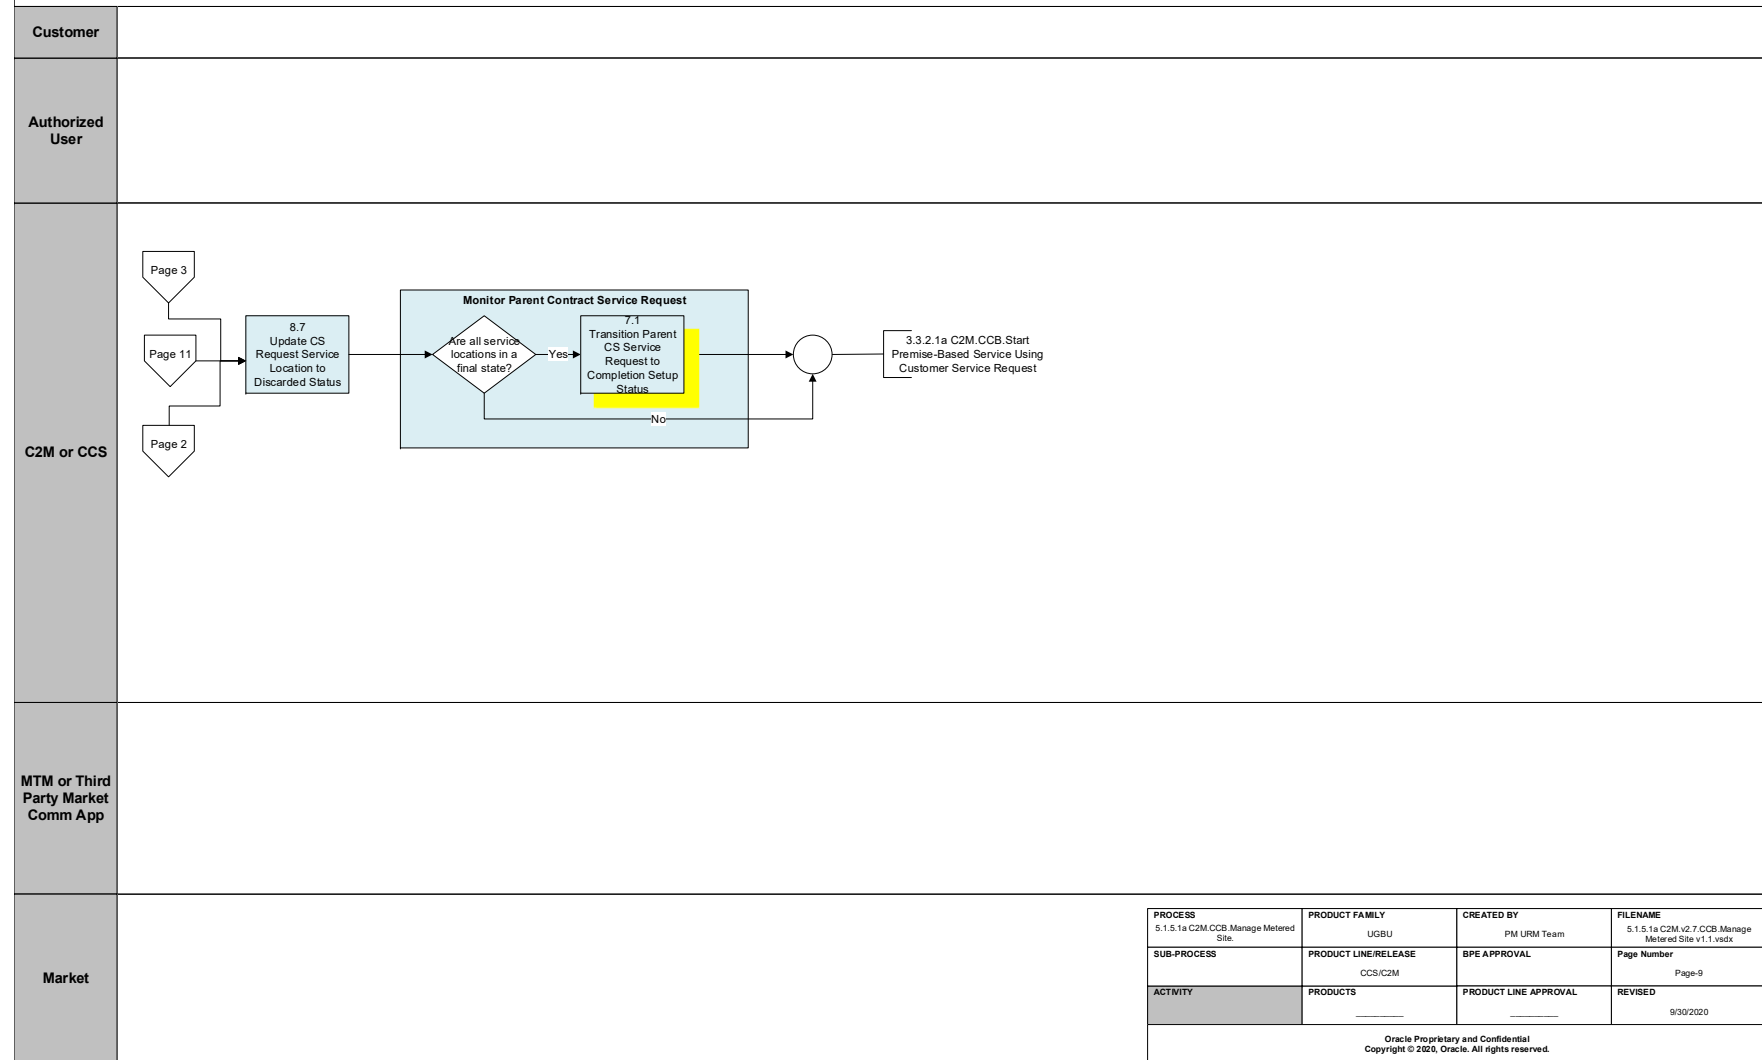 Customer
Authorized
User
C2M or CCS
Page 3
Page 11
Page 2
8.7
Update CS
Request Service
Location to
Discarded Status
Monitor Parent Contract Service Request
Are all service
locations in a
final state?
Yes
7.1
Transition Parent
CS Service
Request to
Completion Setup
Status
No
3.3.2.1a C2M.CCB.Start
Premise-Based Service Using
Customer Service Request
MTM or Third
Party Market
Comm App
Market
PROCESS
5.1.5.1a C2M.CCB.Manage Metered
Site.
PRODUCT FAMILY
UGBU
CREATED BY
PM URM Team
FILENAME
5.1.5.1a C2M.v2.7.CCB.Manage
Metered Site v1.1.vsdx
SUB-PROCESS
PRODUCT LINE/RELEASE
CCS/C2M
BPE APPROVAL
Page Number
Page-9
ACTIVITY
PRODUCTS
___________
PRODUCT LINE APPROVAL
___________
REVISED
9/30/2020
Oracle Proprietary and Confidential
Copyright © 2020, Oracle. All rights reserved.